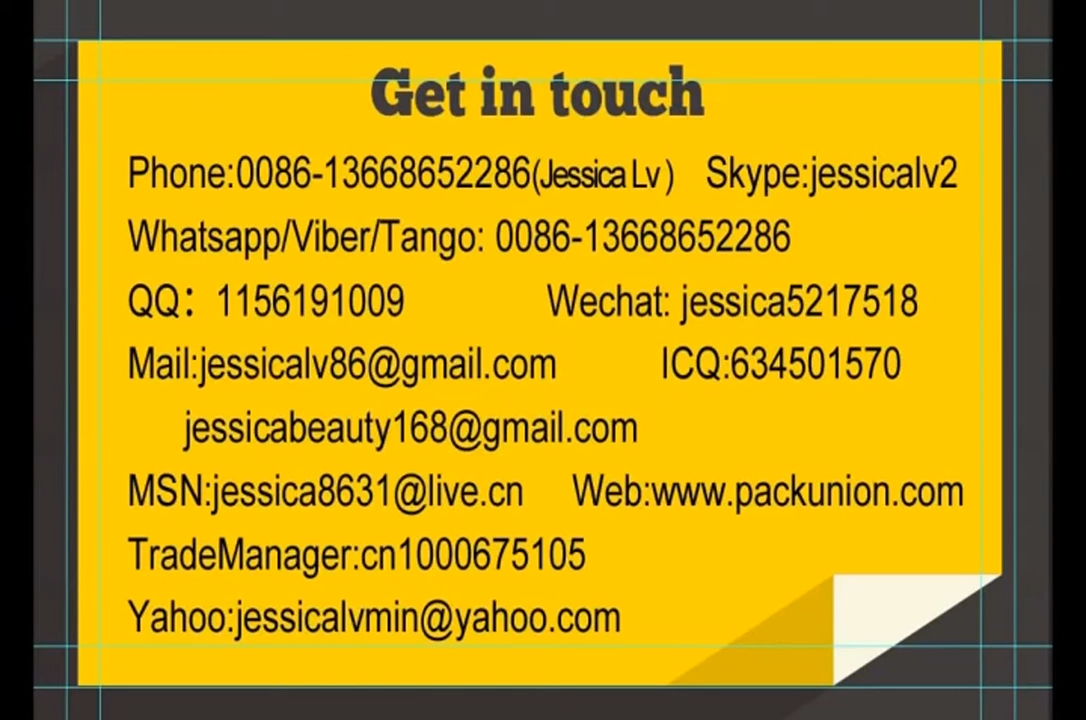 Get in touch
Phone:0086-13668652286(Jessica Lv) Skype:jessicalv2
Whatsapp/Viber/Tango: 0086-13668652286
QQ：1156191009 Wechat: jessica5217518
Mail:jessicalv86@gmail.com ICQ:634501570
jessicabeauty168@gmail.com
MSN:jessica8631@live.cn Web:www.packunion.com
TradeManager:cn1000675105
Yahoo:jessicalvmin@yahoo.com